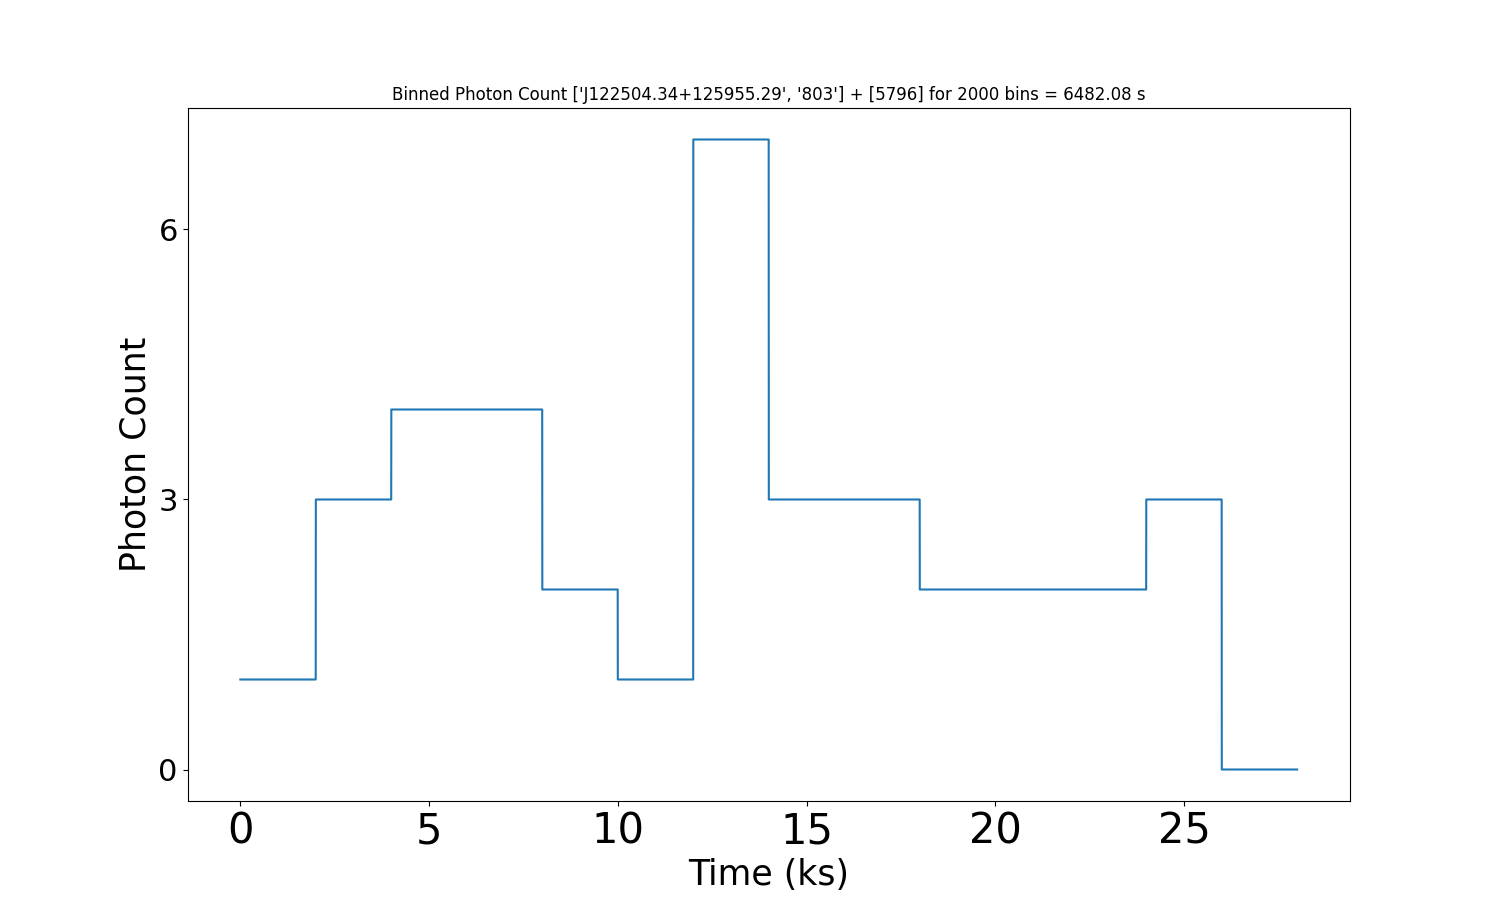 Binned Photon Count ['J122504.34+125955.29', '803'] + [5796] for 2000 bins = 6482.08 s
Photon Count
6
3
0
0 5 10 15 20 25
Time (ks)